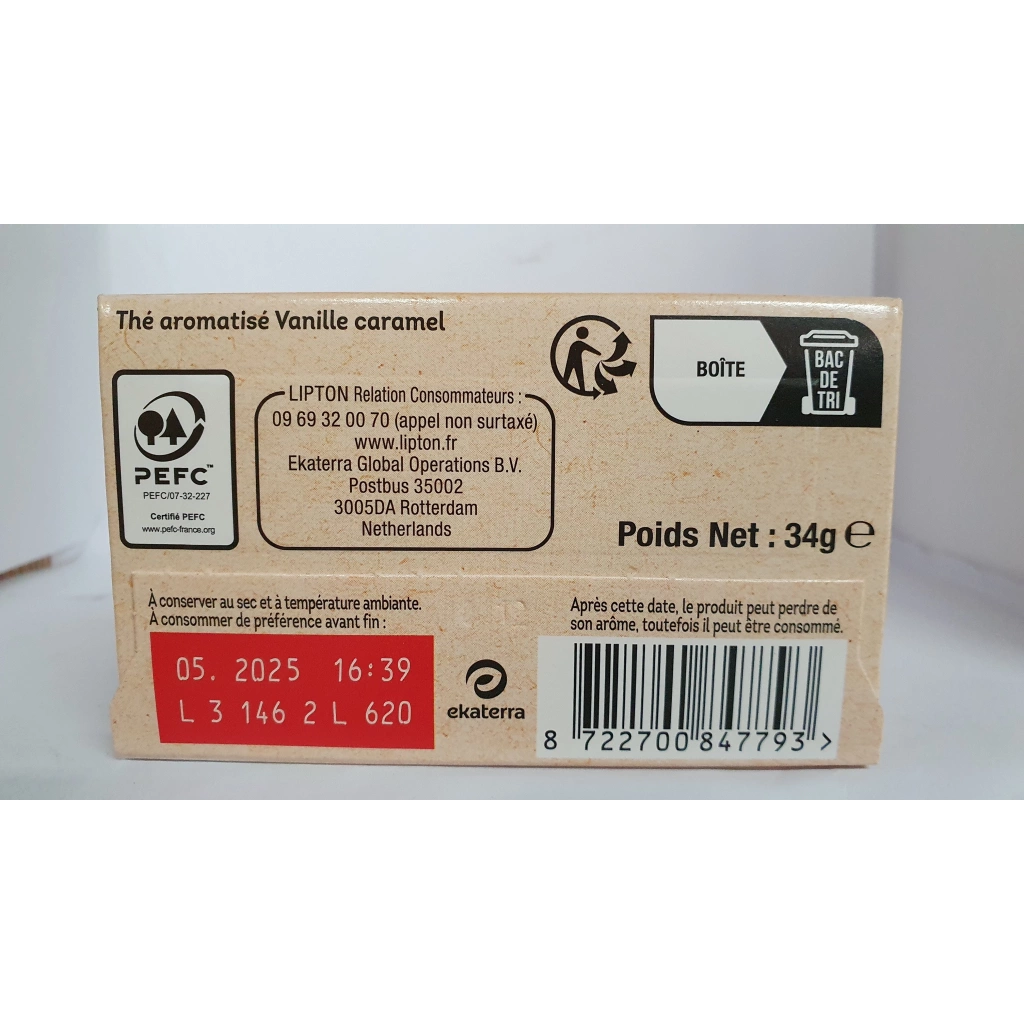 Thé aromatisé Vanille caramel
BOÎTE
BAC
DE
TRI
PEFC™
PEFC/07-32-227
Certifié PEFC
www.pefc-france.org
LIPTON Relation Consommateurs :
09 69 32 00 70 (appel non surtaxé)
www.lipton.fr
Ekaterra Global Operations B.V.
Postbus 35002
3005DA Rotterdam
Netherlands
Poids Net : 34g ℮
À conserver au sec et à température ambiante.
À consommer de préférence avant fin :
05. 2025 16:39
L 3 146 2 L 620
ekaterra
Après cette date, le produit peut perdre de
son arôme, toutefois il peut être consommé.
8 722700 847793 >